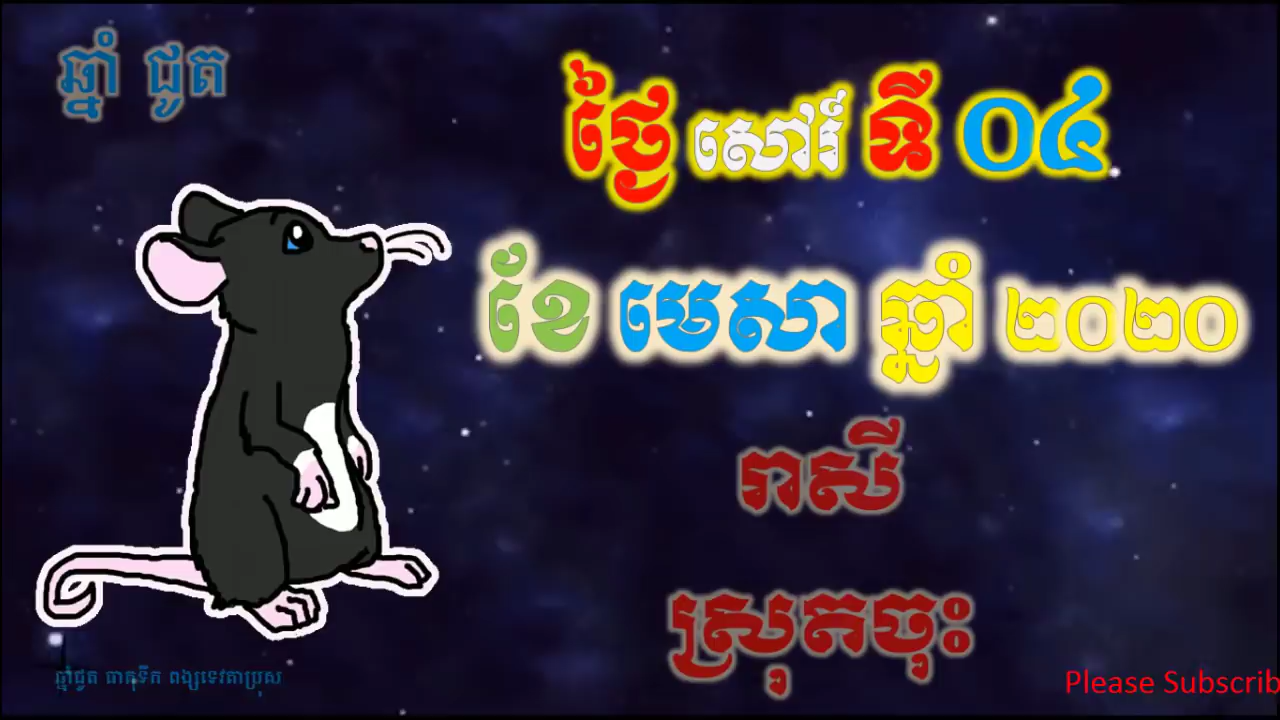 ឆ្នាំ ជូត
ថ្ងៃ សៅរ៍ ទី ០៤
ខែ មេសា ឆ្នាំ ២០២០
រាសី
ស្រុតចុះ
ឆ្នាំជូត ធាតុទឹក ពង្សទេវតាប្រុស
Please Subscrib